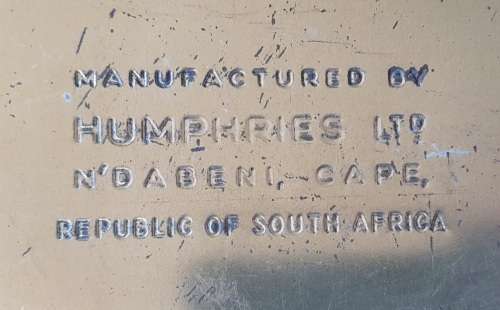 MANUFACTURED BY
HUMPHRIES LTD
N'DABENI, CAPE,
REPUBLIC OF SOUTH AFRICA